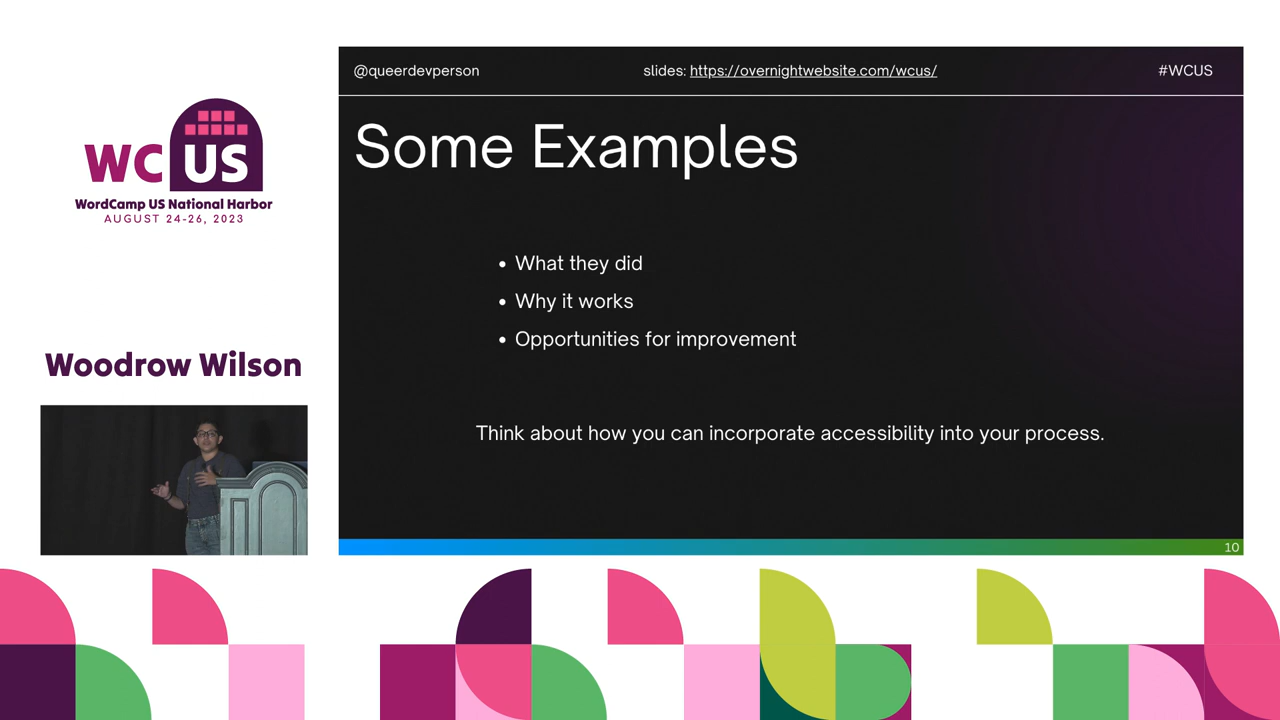 WC US
WordCamp US National Harbor
AUGUST 24-26, 2023
Woodrow Wilson
@queerdevperson
slides: https://overnightwebsite.com/wcus/
#WCUS
Some Examples
• What they did
• Why it works
• Opportunities for improvement
Think about how you can incorporate accessibility into your process.
10